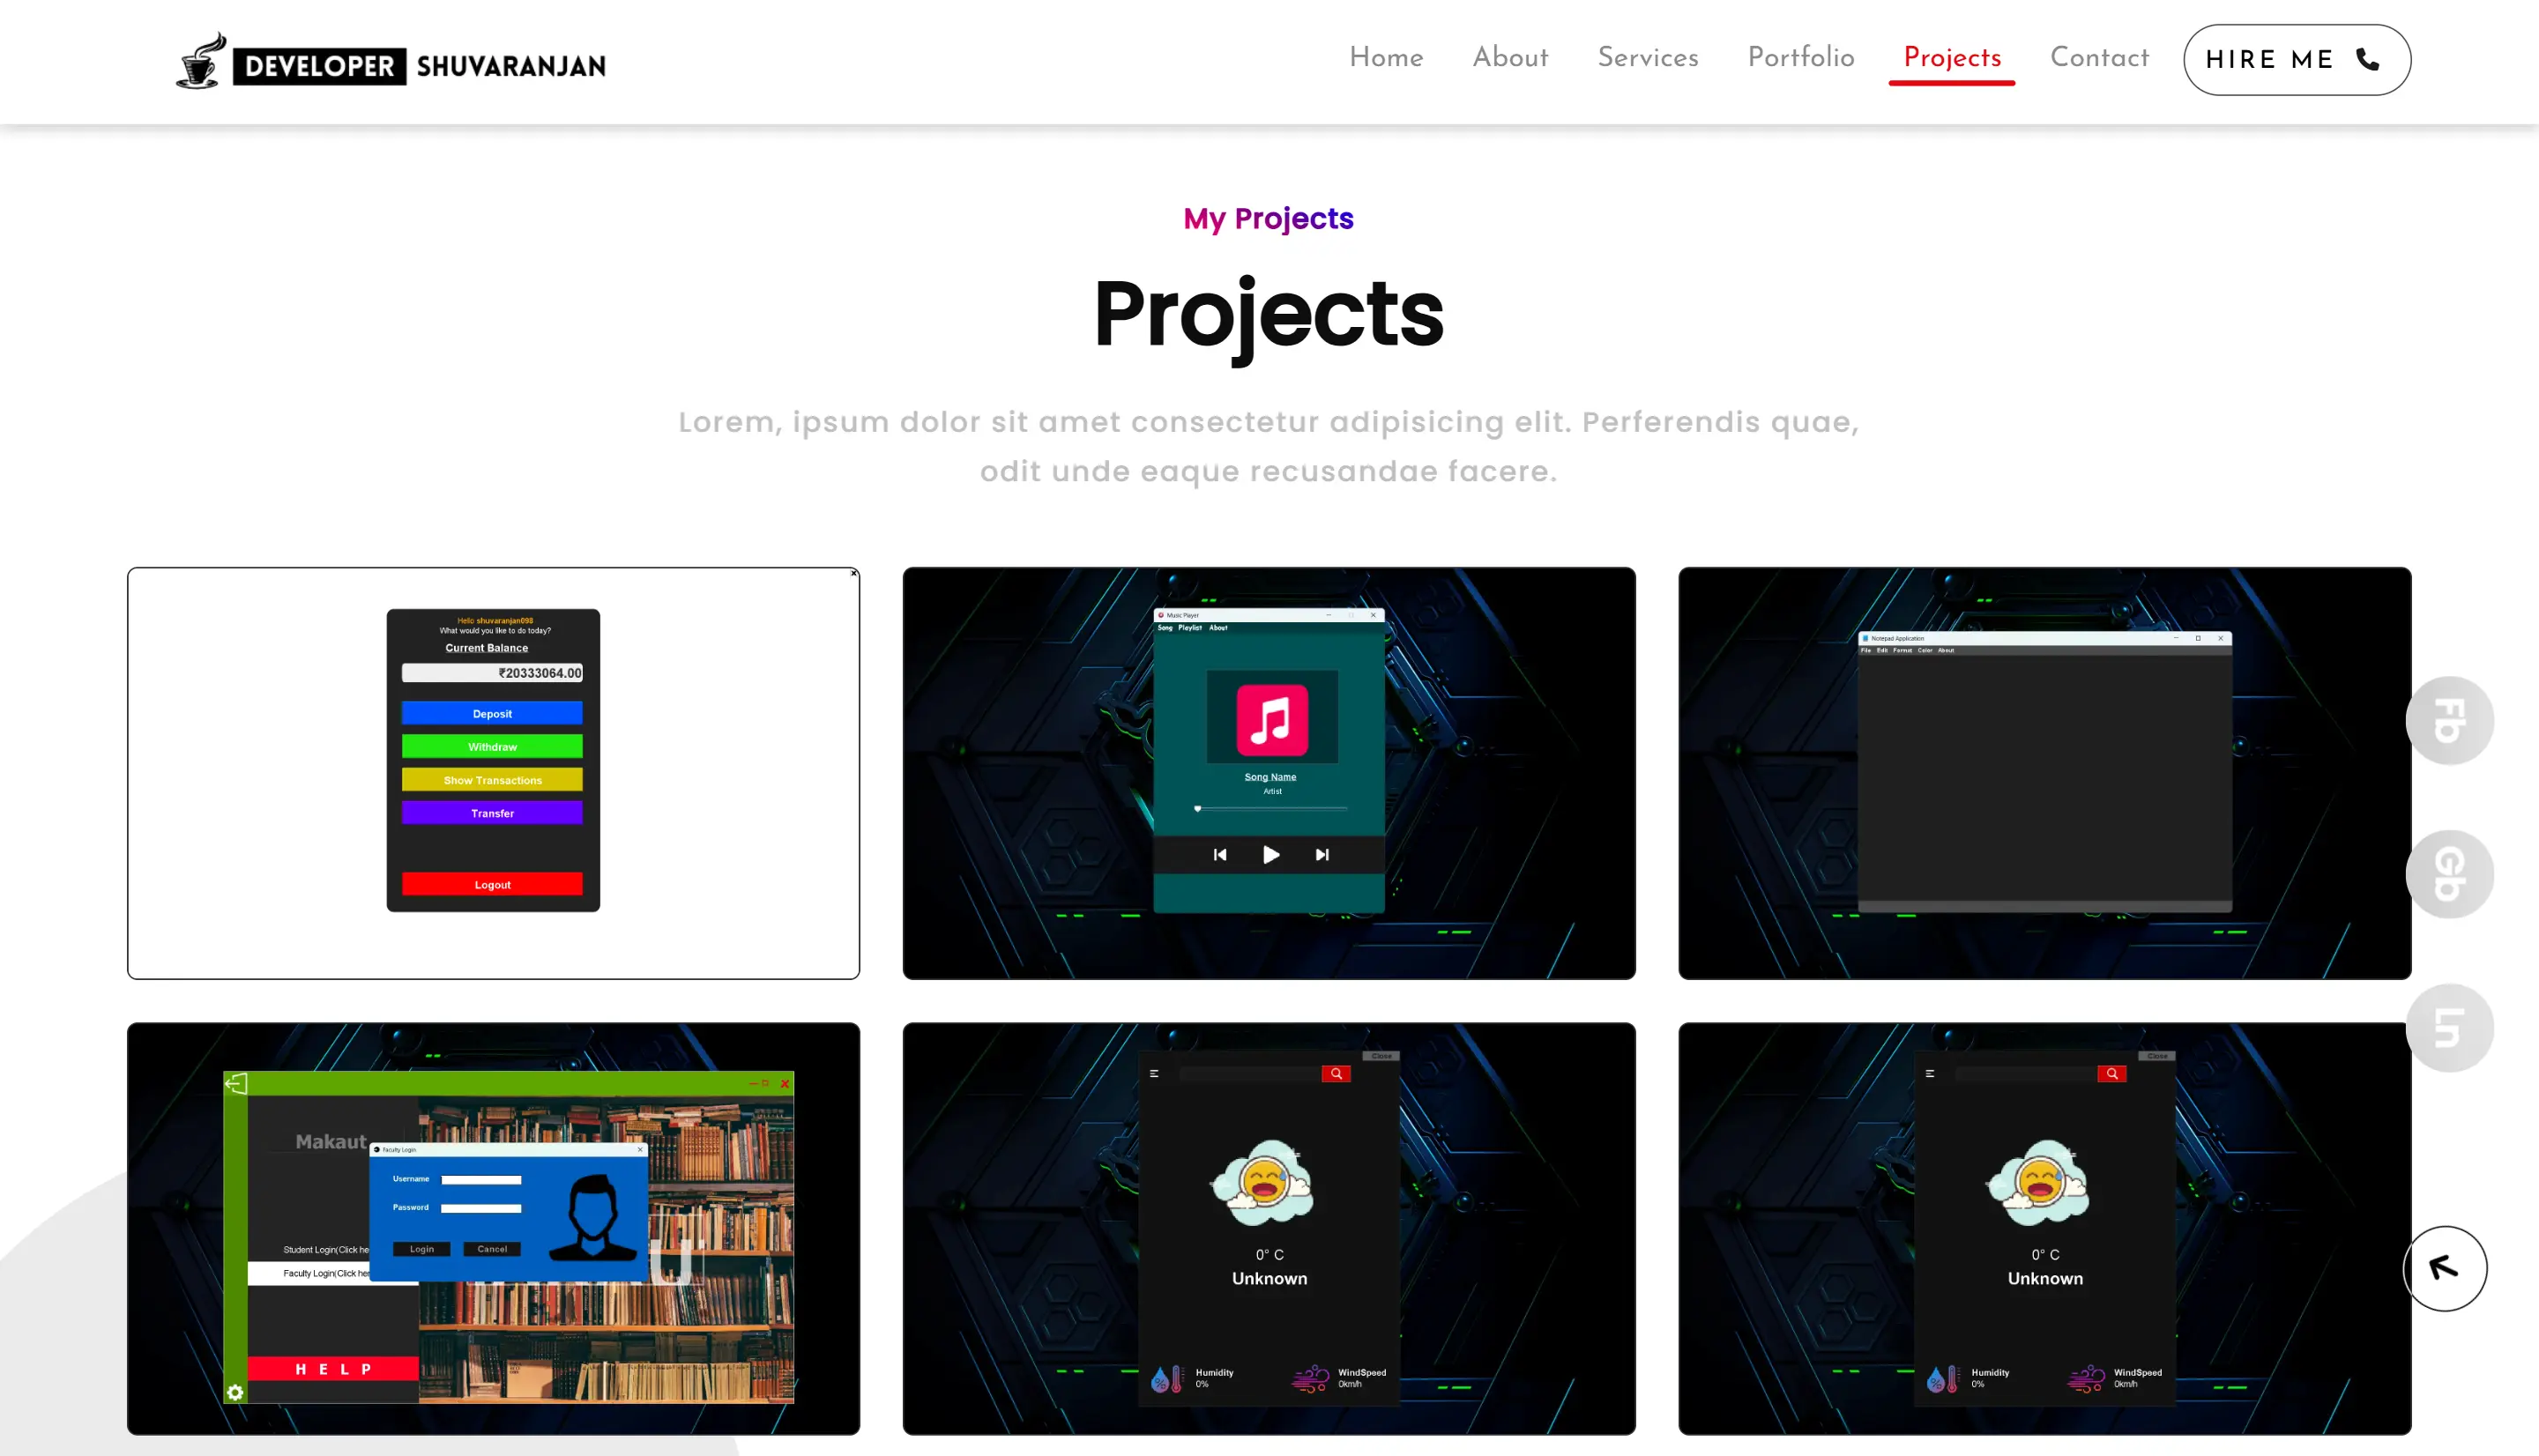 DEVELOPER SHUVARANJAN
Home About Services Portfolio Projects Contact HIRE ME
My Projects
Projects
Lorem, ipsum dolor sit amet consectetur adipisicing elit. Perferendis quae,
odit unde eaque recusandae facere.
Hello shuvaranjan098
What would you like to do today?
Current Balance
₹20333064.00
Deposit
Withdraw
Show Transactions
Transfer
Logout
Music Player
Song Playlist About
Song Name
Artist
Notepad Application
File Edit Format Color About
Fb
Gb
Ln
Makaut
Faculty Login
Username
Password
Login Cancel
Student Login(Click he
Faculty Login(Click her
U'
HELP
Close
0° C
Unknown
Humidity
0%
WindSpeed
0km/h
Close
0° C
Unknown
Humidity
0%
WindSpeed
0km/h